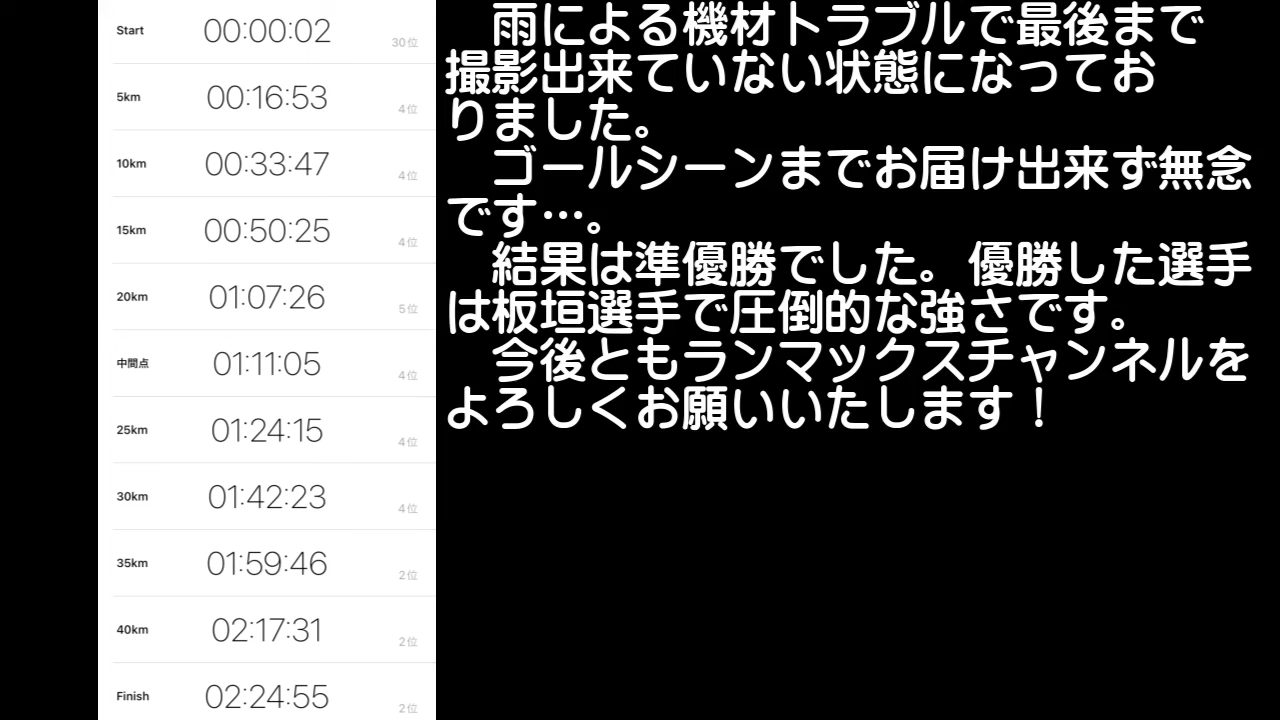 Start 00:00:02 30位
5km 00:16:53 4位
10km 00:33:47 4位
15km 00:50:25 4位
20km 01:07:26 5位
中間点 01:11:05 4位
25km 01:24:15 4位
30km 01:42:23 4位
35km 01:59:46 2位
40km 02:17:31 2位
Finish 02:24:55 2位
雨による機材トラブルで最後まで
撮影出来ていない状態になってお
りました。
ゴールシーンまでお届け出来ず無念
です…。
結果は準優勝でした。優勝した選手
は板垣選手で圧倒的な強さです。
今後ともランマックスチャンネルを
よろしくお願いいたします！